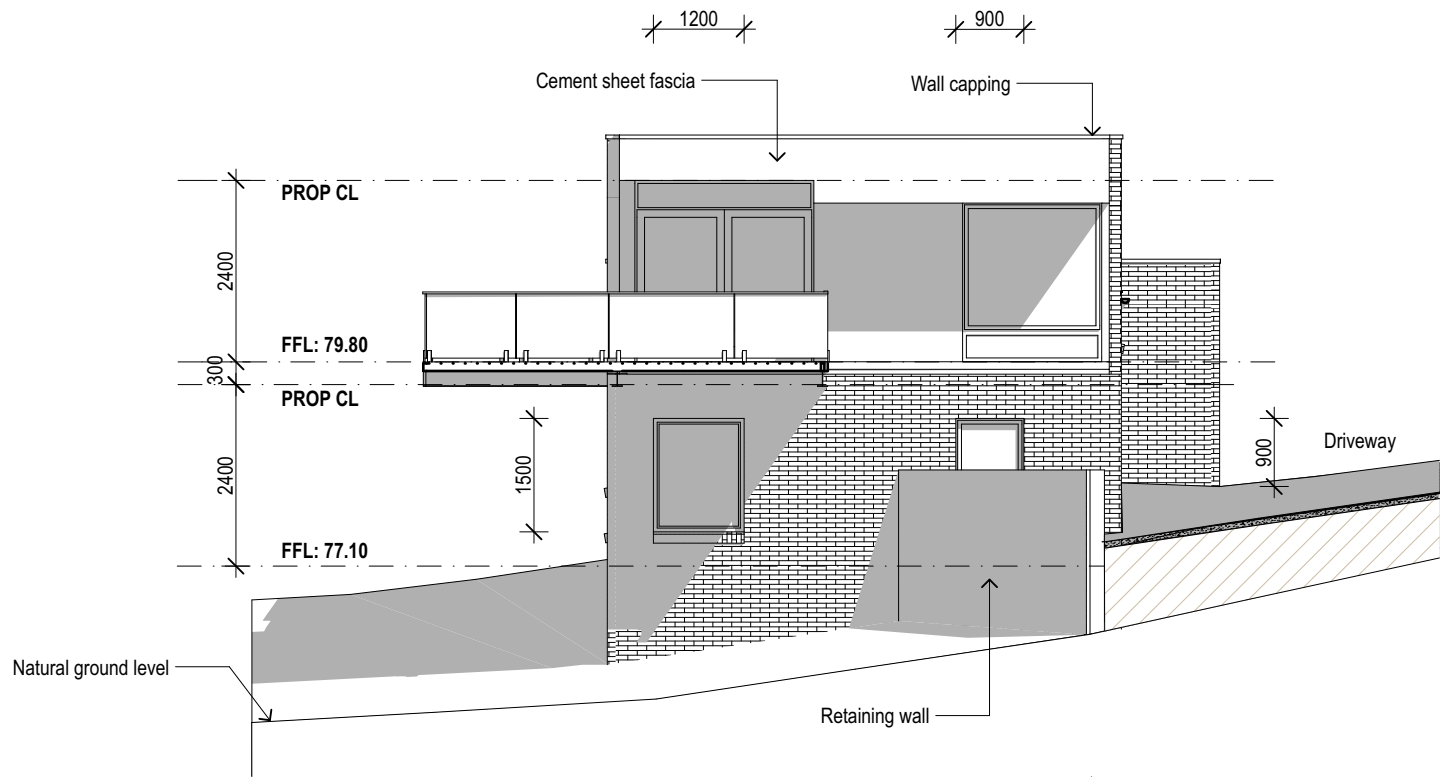 1200
900
Cement sheet fascia
Wall capping
PROP CL
2400
FFL: 79.80
300
PROP CL
2400
1500
900
Driveway
FFL: 77.10
Natural ground level
Retaining wall